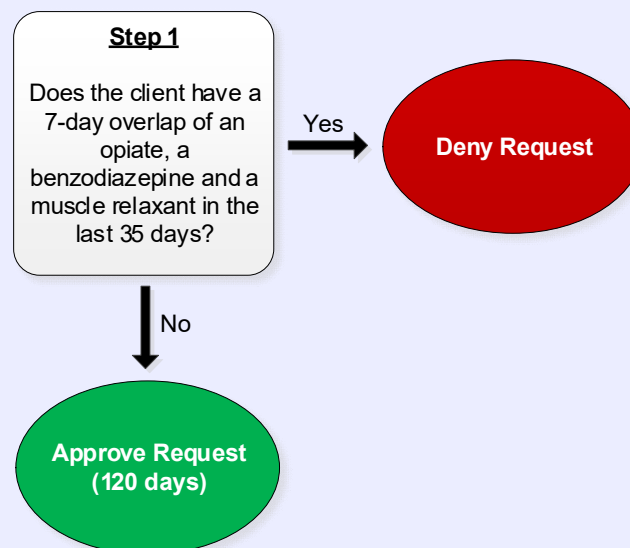 Step 1
Does the client have a
7-day overlap of an
opiate, a
benzodiazepine and a
muscle relaxant in the
last 35 days?
Yes
Deny Request
No
Approve Request
(120 days)